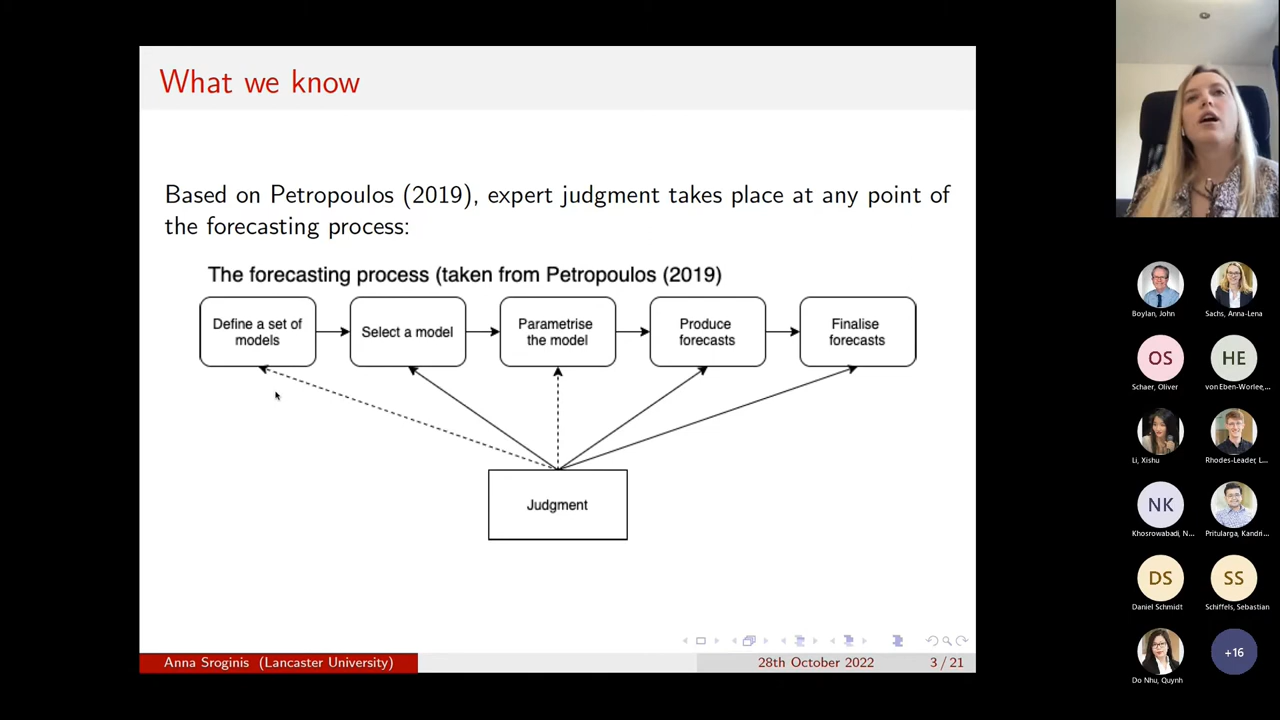 What we know
Based on Petropoulos (2019), expert judgment takes place at any point of
the forecasting process:
The forecasting process (taken from Petropoulos (2019)
Define a set of
models
Select a model
Parametrise
the model
Produce
forecasts
Finalise
forecasts
Judgment
Anna Sroginis (Lancaster University)
28th October 2022
3 / 21
Boylan, John
Sachs, Anna-Lena
OS
HE
Schaer, Oliver
von Eben-Worlee,...
Li, Xishu
Rhodes-Leader, L...
NK
Khosrowabadi, N...
Pritularga, Kandri...
DS
SS
Daniel Schmidt
Schiffels, Sebastian
+16
Do Nhu, Quynh